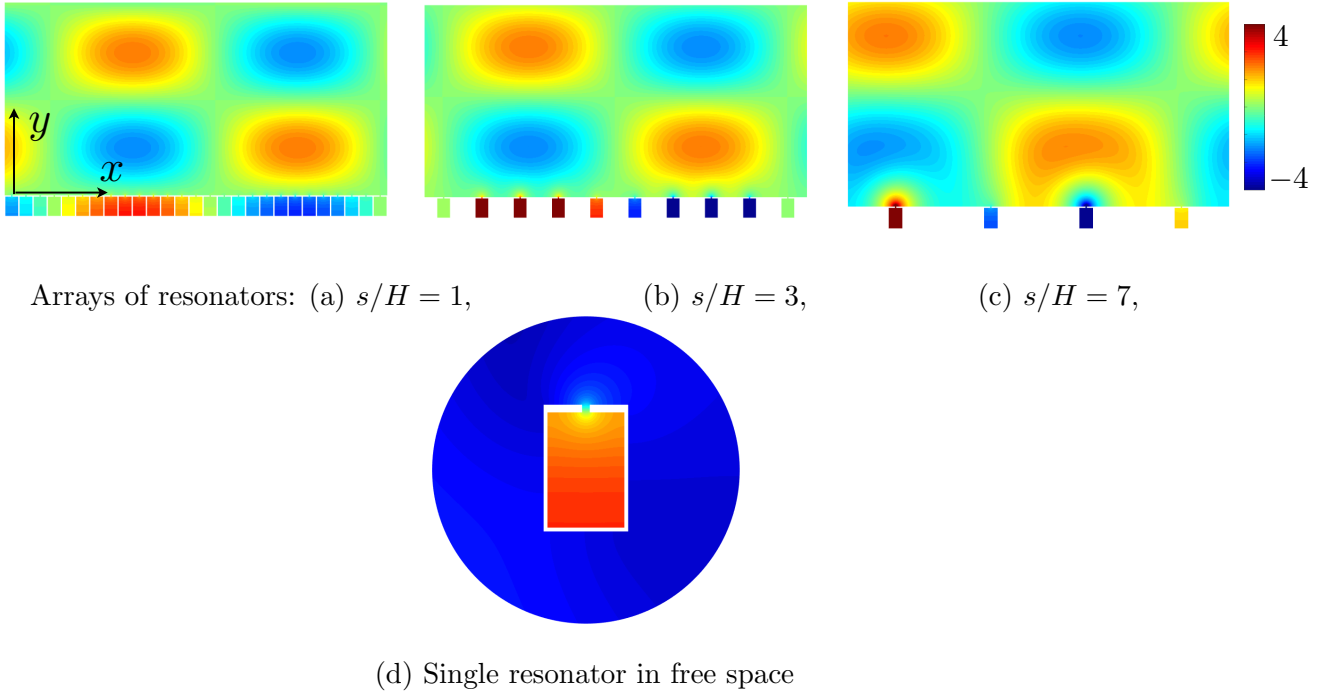 4
y
x
−4
Arrays of resonators: (a) s/H = 1, (b) s/H = 3, (c) s/H = 7,
(d) Single resonator in free space